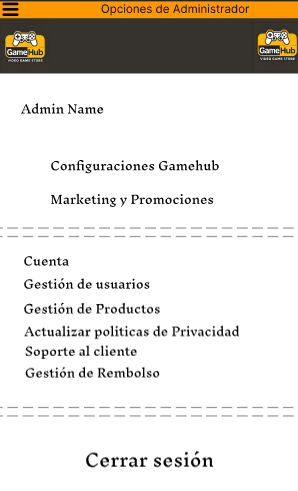 Opciones de Administrador
GameHub
VIDEO GAME STORE
GameHub
VIDEO GAME STORE
Admin Name
Configuraciones Gamehub
Marketing y Promociones
Cuenta
Gestión de usuarios
Gestión de Productos
Actualizar politicas de Privacidad
Soporte al cliente
Gestión de Rembolso
Cerrar sesión